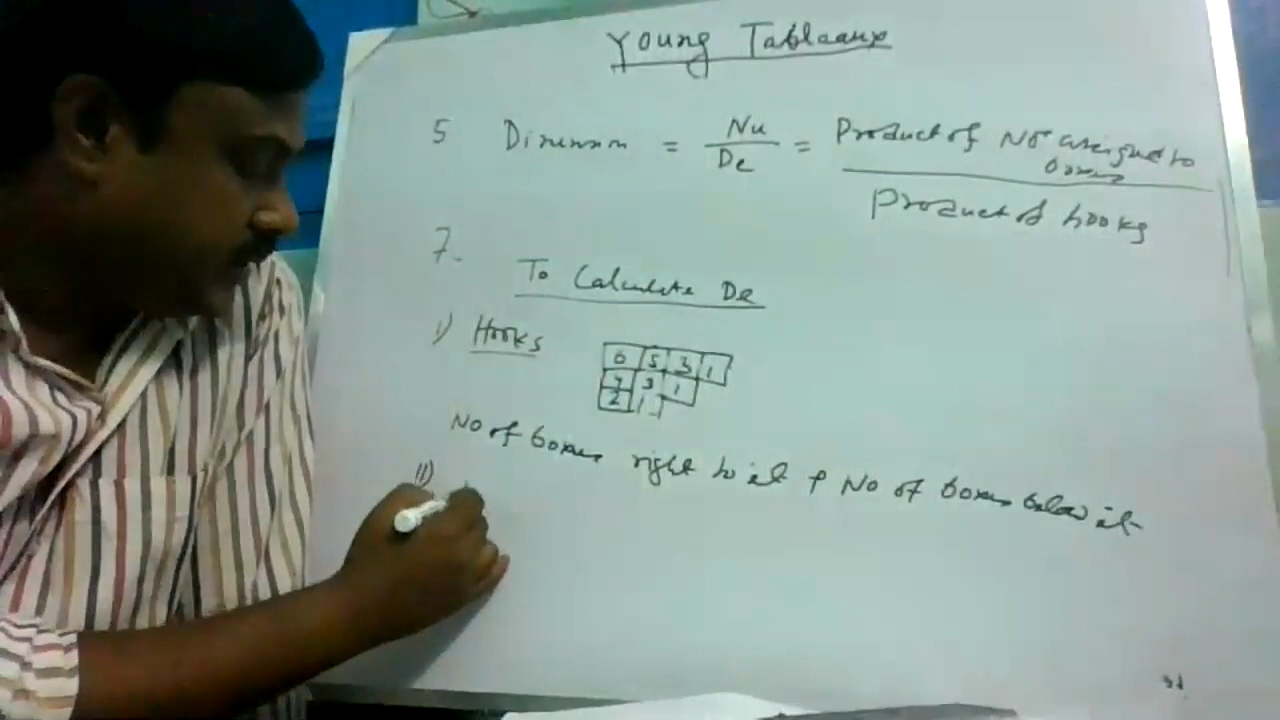 Young Tableaux
5 Dimension = Nu / De = Product of Nos assigned to boxes / Product of hooks
7.
To Calculate De
i) Hooks
6 5 3 1
4 3 1
2 1
No of boxes right to it + No of boxes below it
ii)